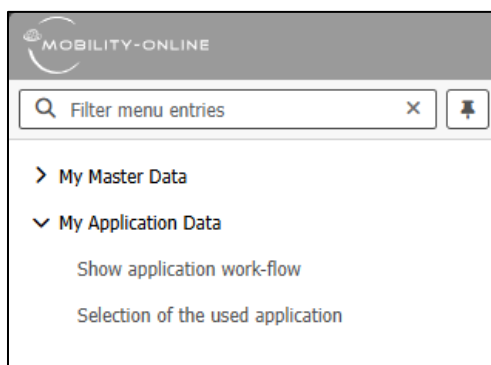 MOBILITY-ONLINE
Filter menu entries
My Master Data
My Application Data
Show application work-flow
Selection of the used application